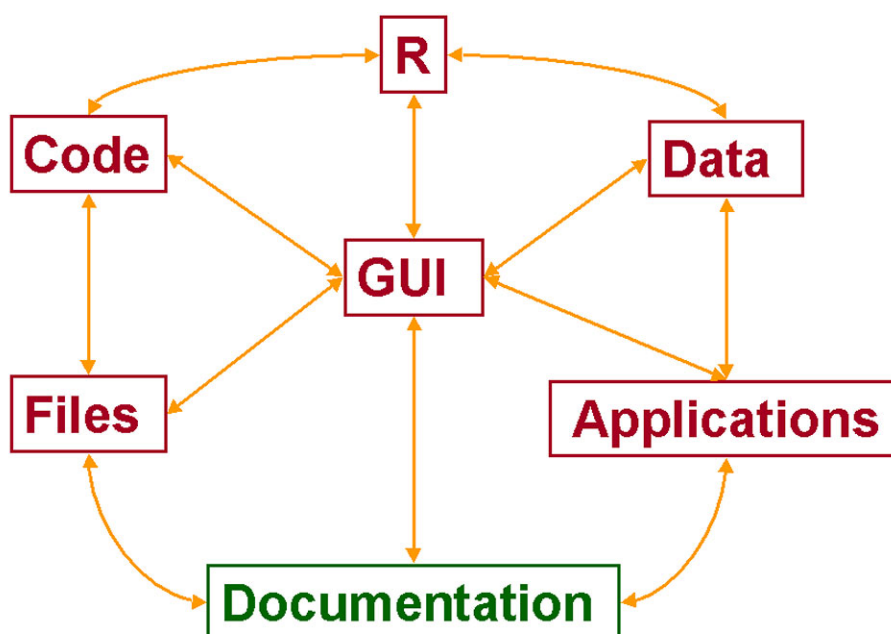 R
Code
Data
GUI
Files
Applications
Documentation